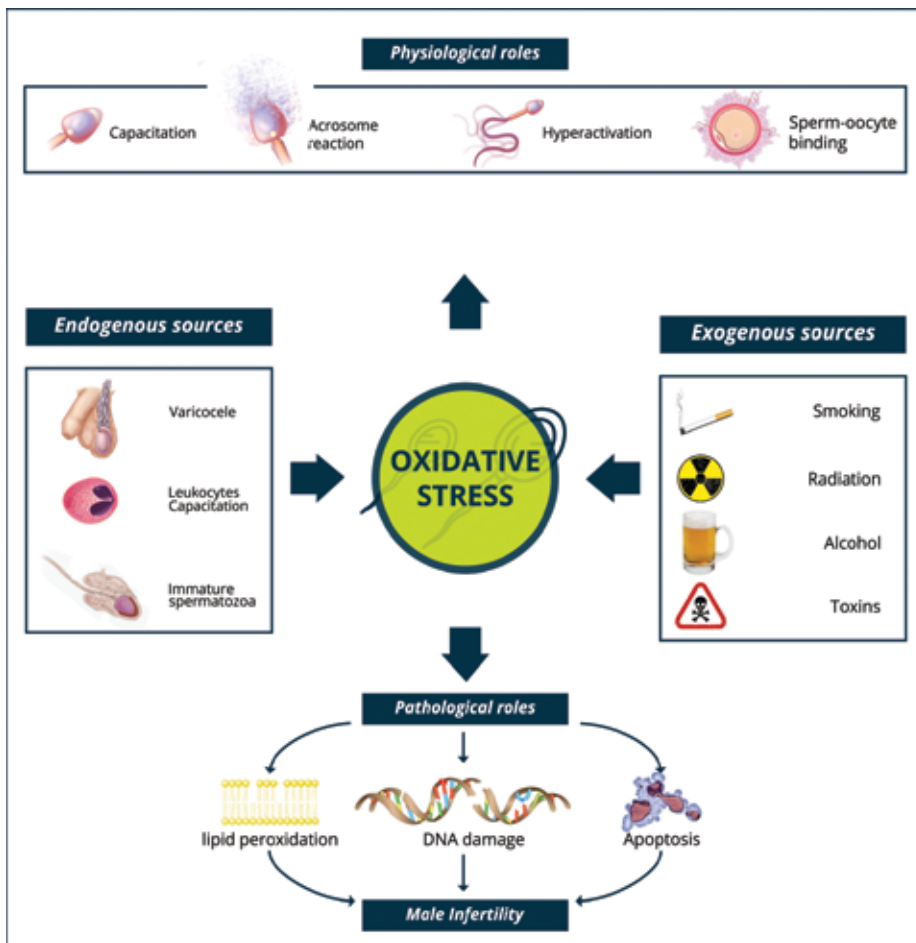 Physiological roles
Capacitation
Acrosome
reaction
Hyperactivation
Sperm-oocyte
binding
Endogenous sources
Varicocele
Leukocytes
Capacitation
Immature
spermatozoa
OXIDATIVE
STRESS
Exogenous sources
Smoking
Radiation
Alcohol
Toxins
Pathological roles
lipid peroxidation
DNA damage
Apoptosis
Male Infertility